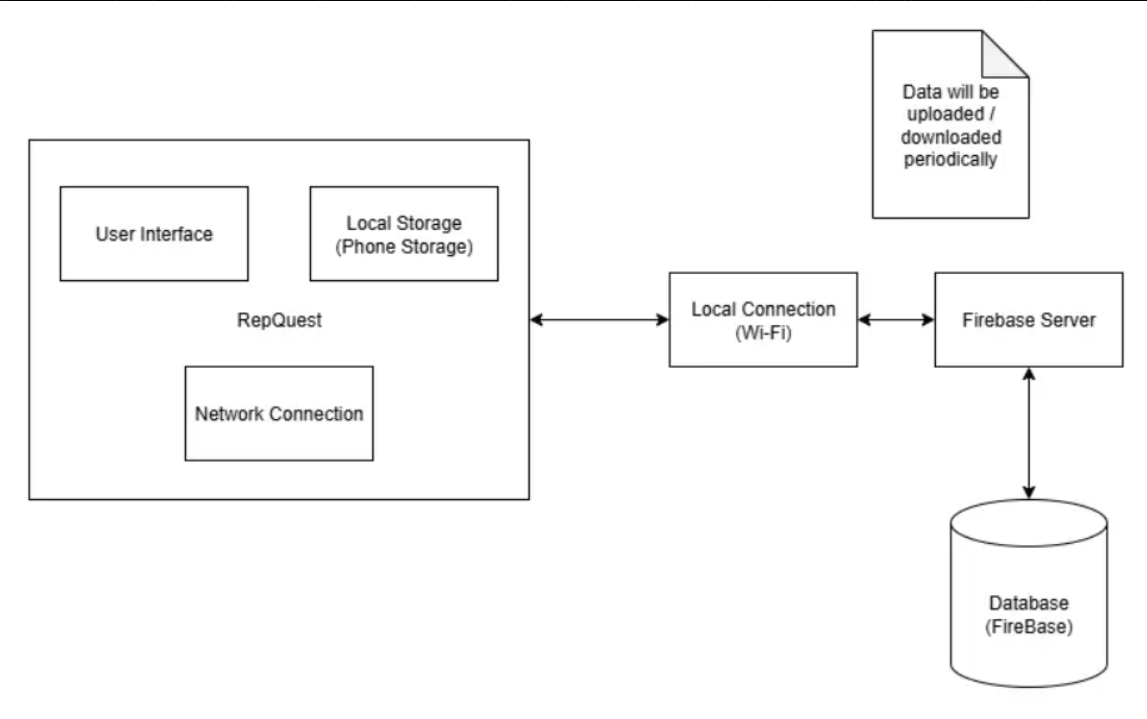 Data will be
uploaded /
downloaded
periodically
User Interface
Local Storage
(Phone Storage)
RepQuest
Network Connection
Local Connection
(Wi-Fi)
Firebase Server
Database
(FireBase)